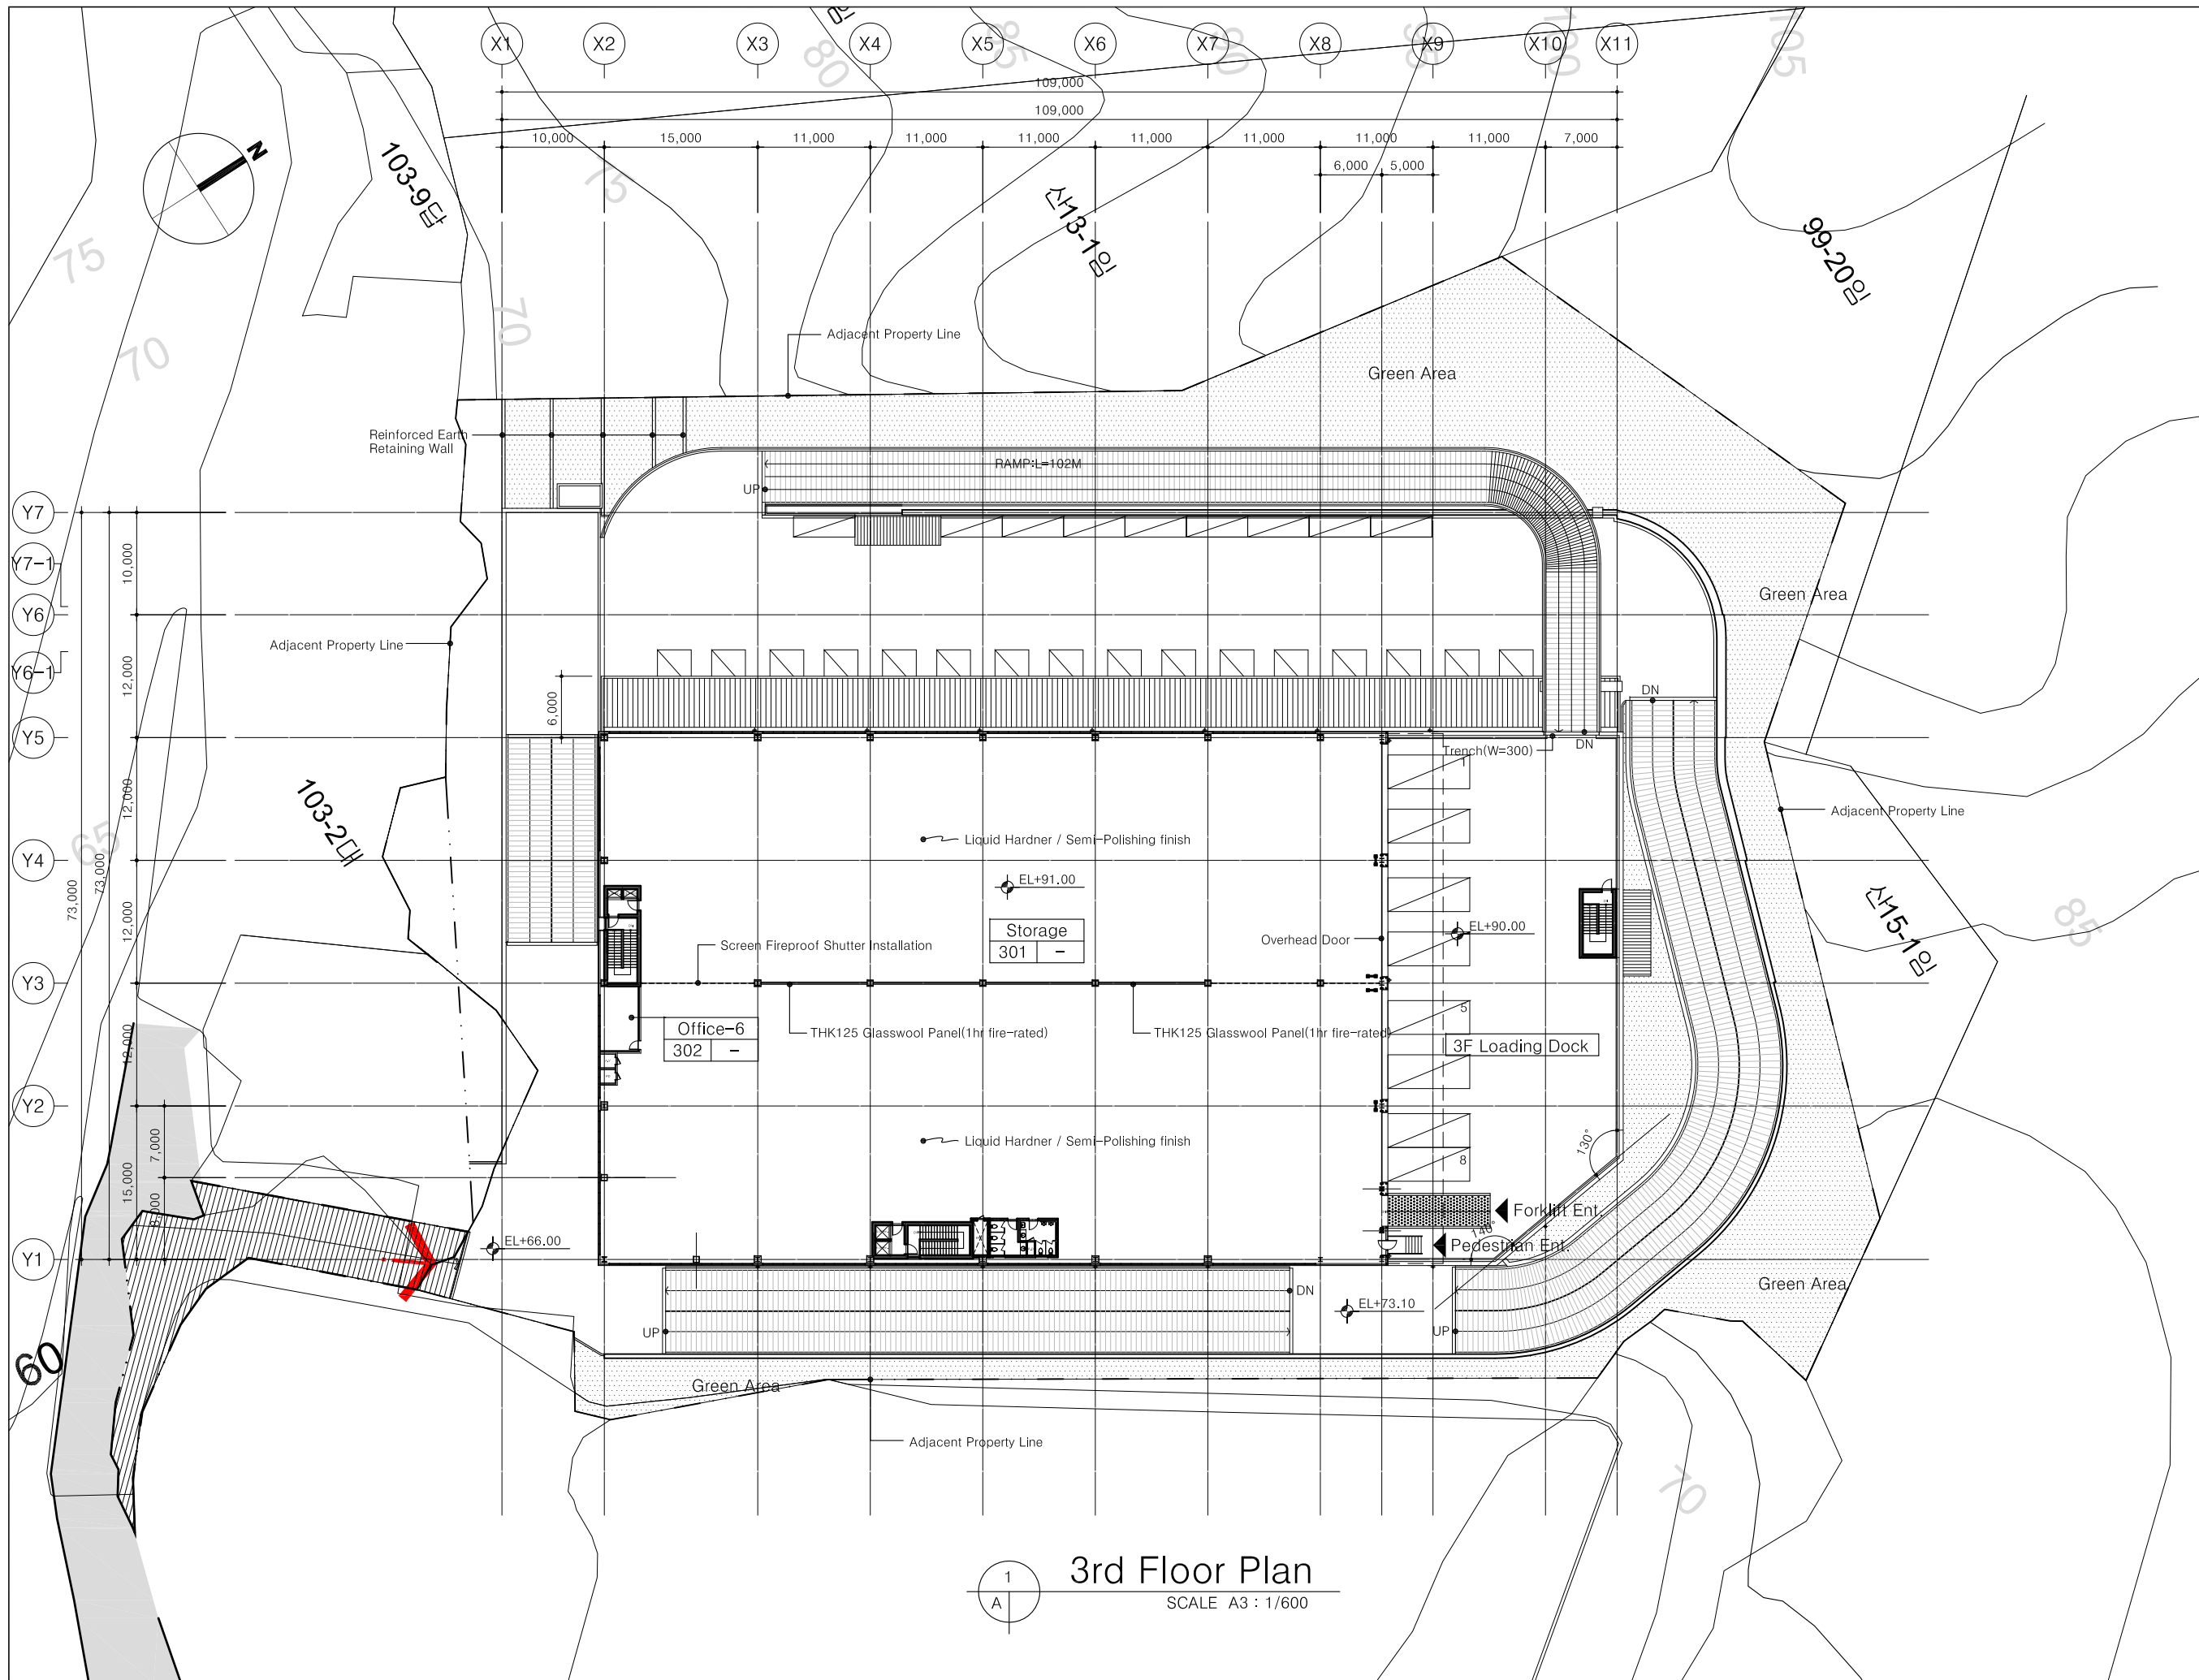 X1 X2 X3 X4 X5 X6 X7 X8 X9 X10 X11
80 85 90 95 100 105
임
109,000
109,000
10,000 15,000 11,000 11,000 11,000 11,000 11,000 11,000 11,000 7,000
6,000 5,000
N
103-9답
75
75
70
70
산13-1임
99-20임
Adjacent Property Line
Green Area
Reinforced Earth
Retaining Wall
RAMP:L=102M
UP
Y7
Y7-1
Y6
Y6-1
Y5
Y4
Y3
Y2
Y1
10,000
12,000
12,000
12,000
12,000
15,000
7,000
8,000
73,000
73,000
Green Area
Adjacent Property Line
6,000
DN
DN
Trench(W=300)
1
103-2대
65
Adjacent Property Line
Liquid Hardner / Semi-Polishing finish
EL+91.00
산15-1임
85
Storage
301 -
Screen Fireproof Shutter Installation
Overhead Door
EL+90.00
5
Office-6
302 -
THK125 Glasswool Panel(1hr fire-rated)
THK125 Glasswool Panel(1hr fire-rated)
3F Loading Dock
Liquid Hardner / Semi-Polishing finish
130°
8
Forklift Ent.
140°
Pedestrian Ent.
EL+66.00
Green Area
DN
EL+73.10
UP
UP
60
Green Area
Adjacent Property Line
70
1
A
3rd Floor Plan
SCALE A3 : 1/600